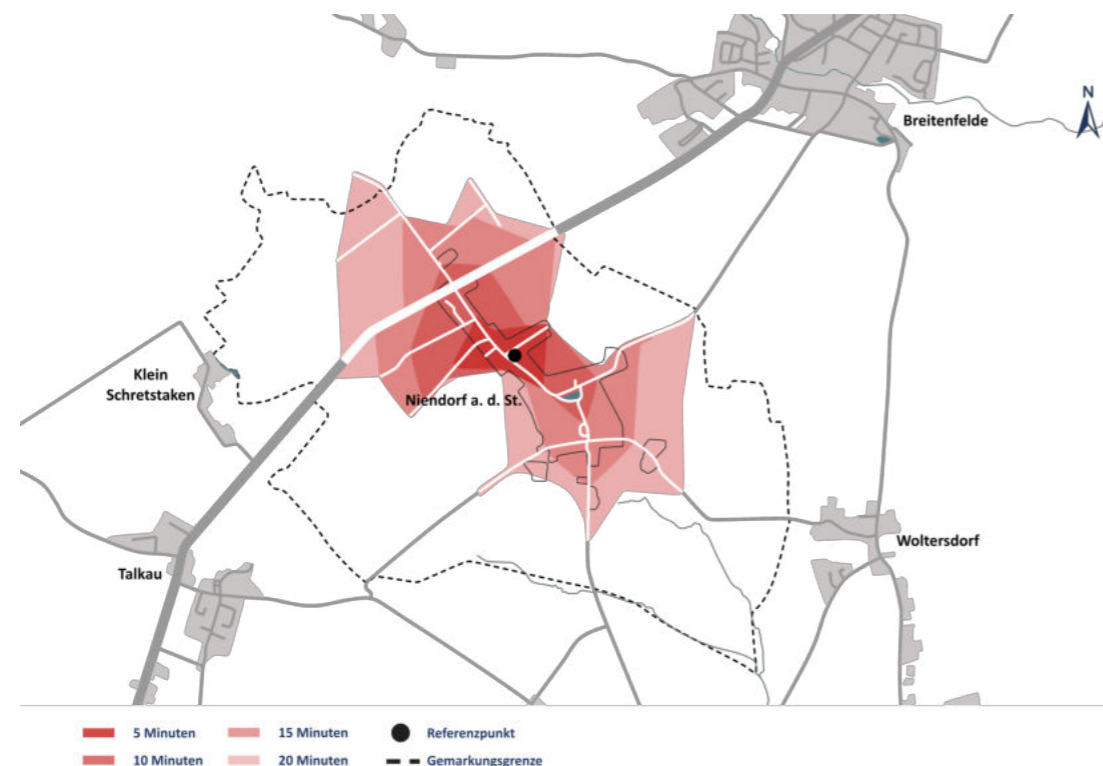 N
Breitenfelde
Klein
Schretstaken
Niendorf a. d. St.
Woltersdorf
Talkau
5 Minuten
15 Minuten
Referenzpunkt
10 Minuten
20 Minuten
Gemarkungsgrenze